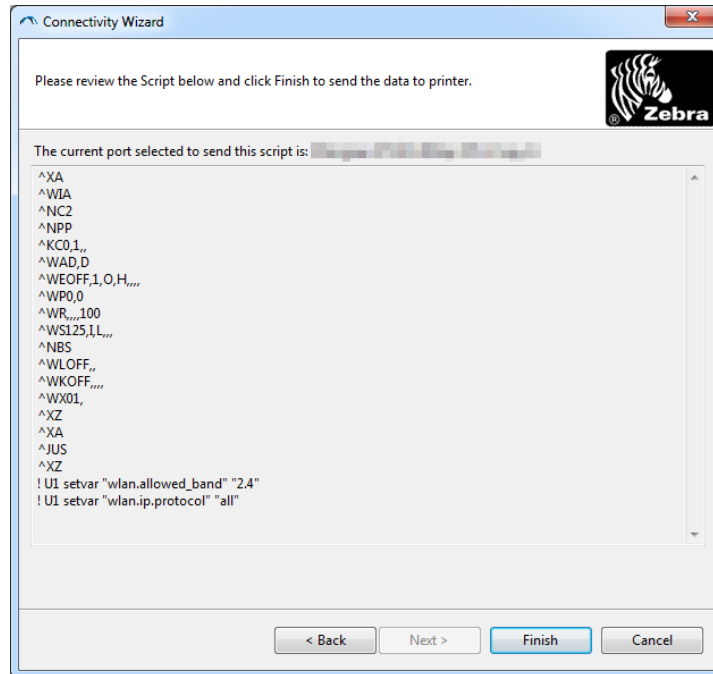 Connectivity Wizard
Please review the Script below and click Finish to send the data to printer.
® Zebra
The current port selected to send this script is:
^XA
^WIA
^NC2
^NPP
^KC0,1,,
^WAD,D
^WEOFF,1,O,H,,,,
^WP0,0
^WR,,,,100
^WS125,I,L,,,
^NBS
^WLOFF,,
^WKOFF,,,,
^WX01,
^XZ
^XA
^JUS
^XZ
! U1 setvar "wlan.allowed_band" "2.4"
! U1 setvar "wlan.ip.protocol" "all"
< Back Next > Finish Cancel